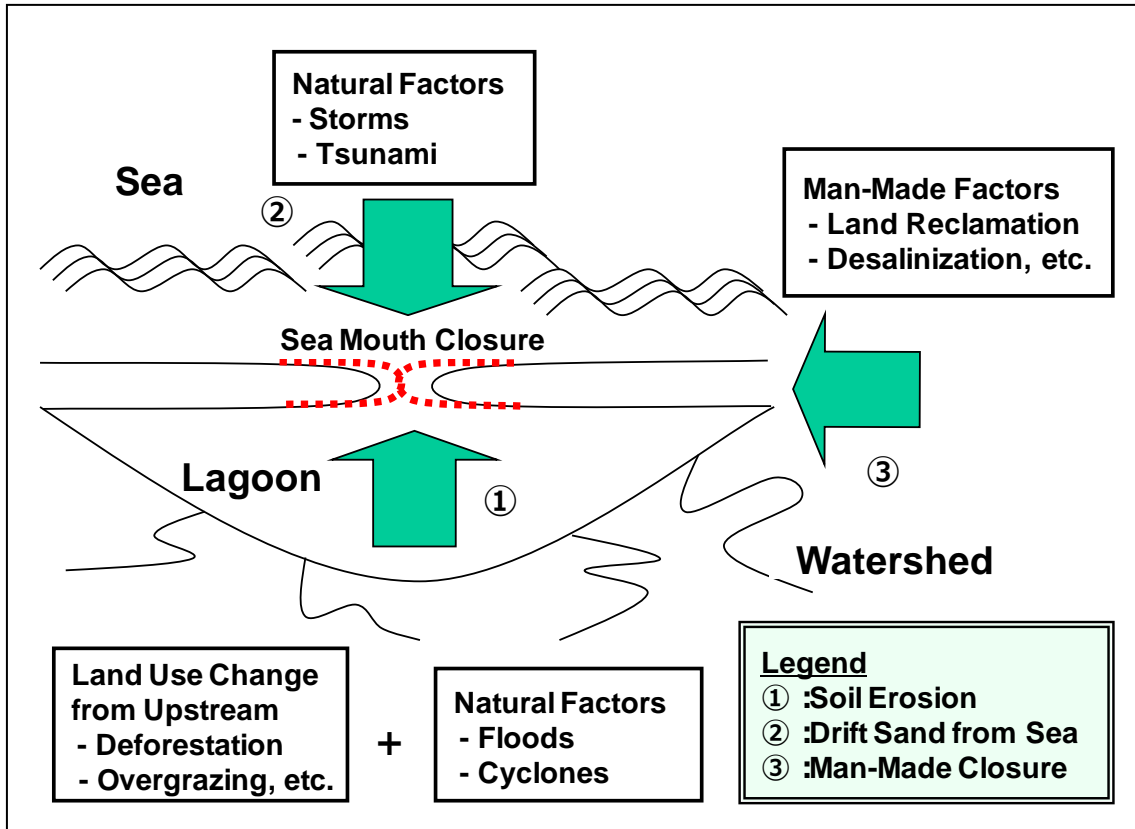 Natural Factors
- Storms
- Tsunami
Sea
②
Man-Made Factors
- Land Reclamation
- Desalinization, etc.
Sea Mouth Closure
Lagoon
①
③
Watershed
Land Use Change
from Upstream
- Deforestation
- Overgrazing, etc.
+
Natural Factors
- Floods
- Cyclones
Legend
① :Soil Erosion
② :Drift Sand from Sea
③ :Man-Made Closure